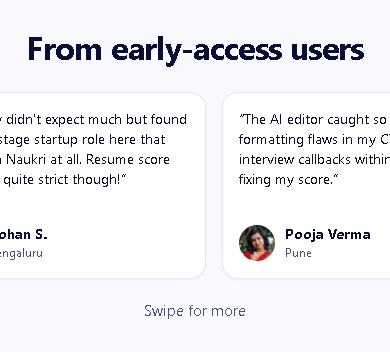 From early-access users
didn't expect much but found
stage startup role here that
Naukri at all. Resume score
quite strict though!"
ohan S.
engaluru
"The AI editor caught so
formatting flaws in my
interview callbacks within
fixing my score."
Pooja Verma
Pune
Swipe for more